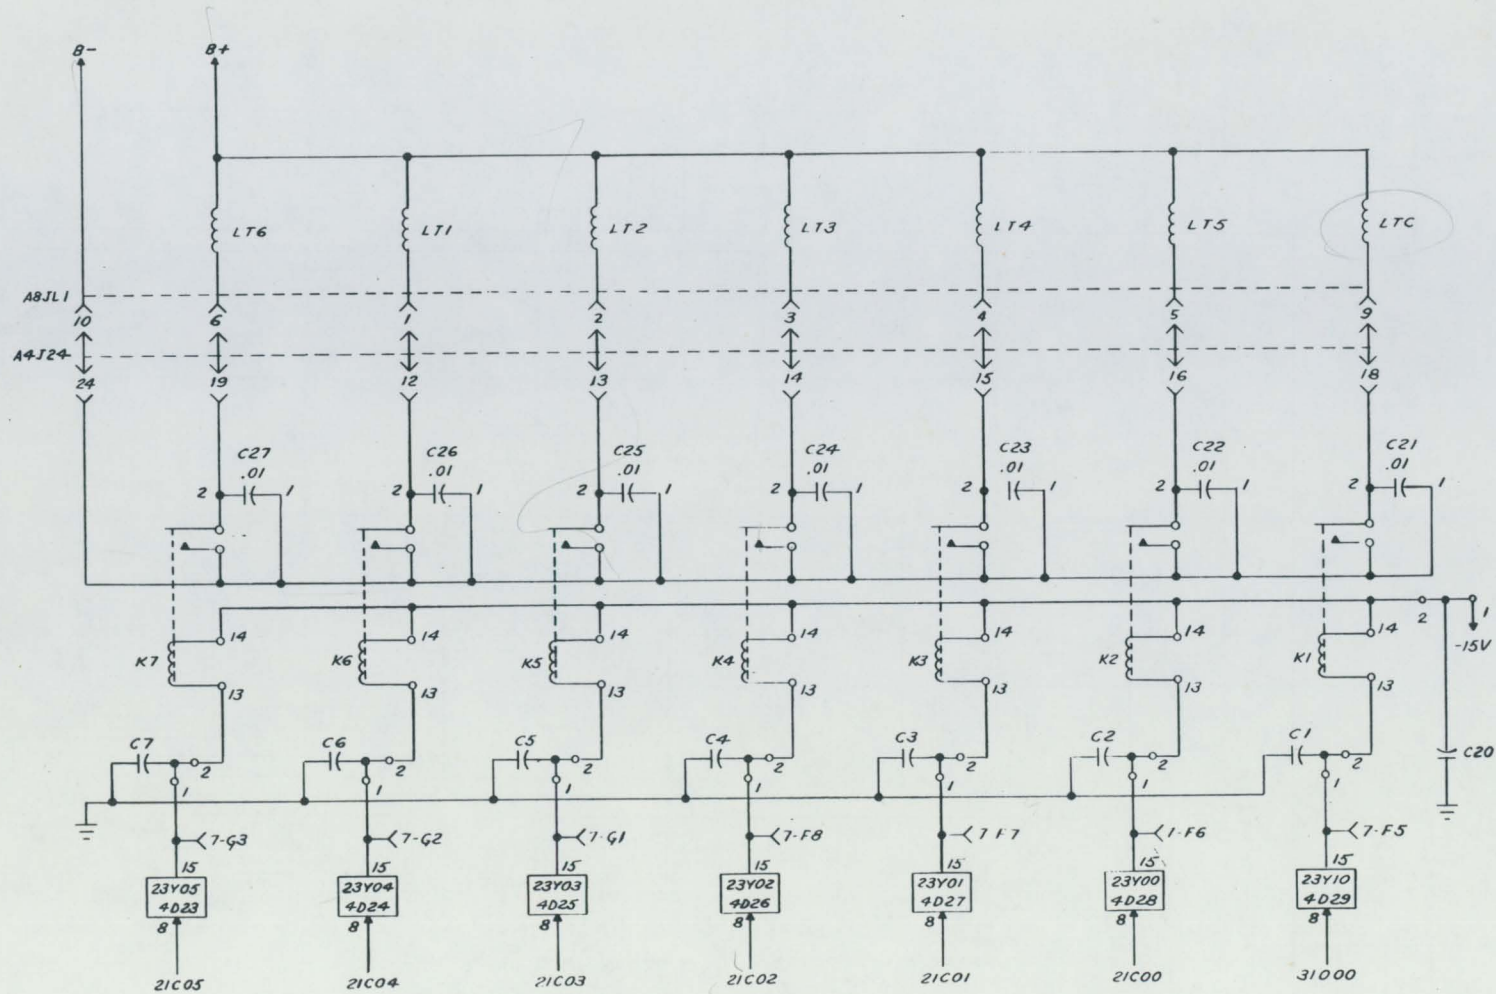 B- B+
LT6 LT1 LT2 LT3 LT4 LT5 LTC
A8JL1
10 6 1 2 3 4 5 9
A4J24
24 19 12 13 14 15 16 18
C27 C26 C25 C24 C23 C22 C21
.01 .01 .01 .01 .01 .01 .01
2 1 2 1 2 1 2 1 2 1 2 1 2 1
2 1
14 14 14 14 14 14 14
-15V
K7 K6 K5 K4 K3 K2 K1
13 13 13 13 13 13 13
C7 C6 C5 C4 C3 C2 C1
C20
2 2 2 2 2 2 2
1 1 1 1 1 1 1
7-G3 7-G2 7-G1 7-F8 7 F7 1-F6 7-F5
15 15 15 15 15 15 15
23Y05 23Y04 23Y03 23Y02 23Y01 23Y00 23Y10
4D23 4D24 4D25 4D26 4D27 4D28 4D29
8 8 8 8 8 8 8
21C05 21C04 21C03 21C02 21C01 21C00 31000